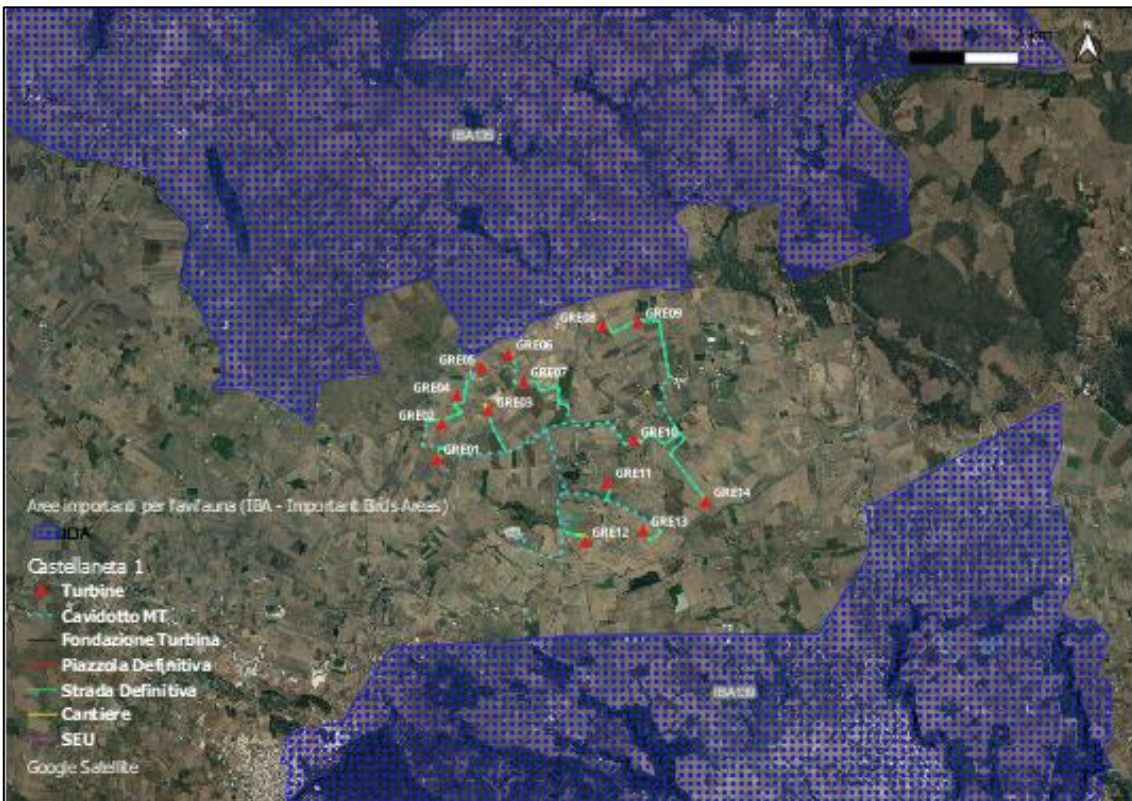 N
km
IBA135
GRE08
GRE09
GRE06
GRE05
GRE07
GRE04
GRE03
GRE02
GRE10
GRE01
GRE11
GRE14
GRE13
GRE12
Aree importanti per l'avifauna (IBA - Important Birds Areas)
IBA
Castellaneta 1
Turbine
Cavidotto MT
Fondazione Turbina
Piazzola Definitiva
Strada Definitiva
Cantiere
SEU
Google Satellite
IBA139